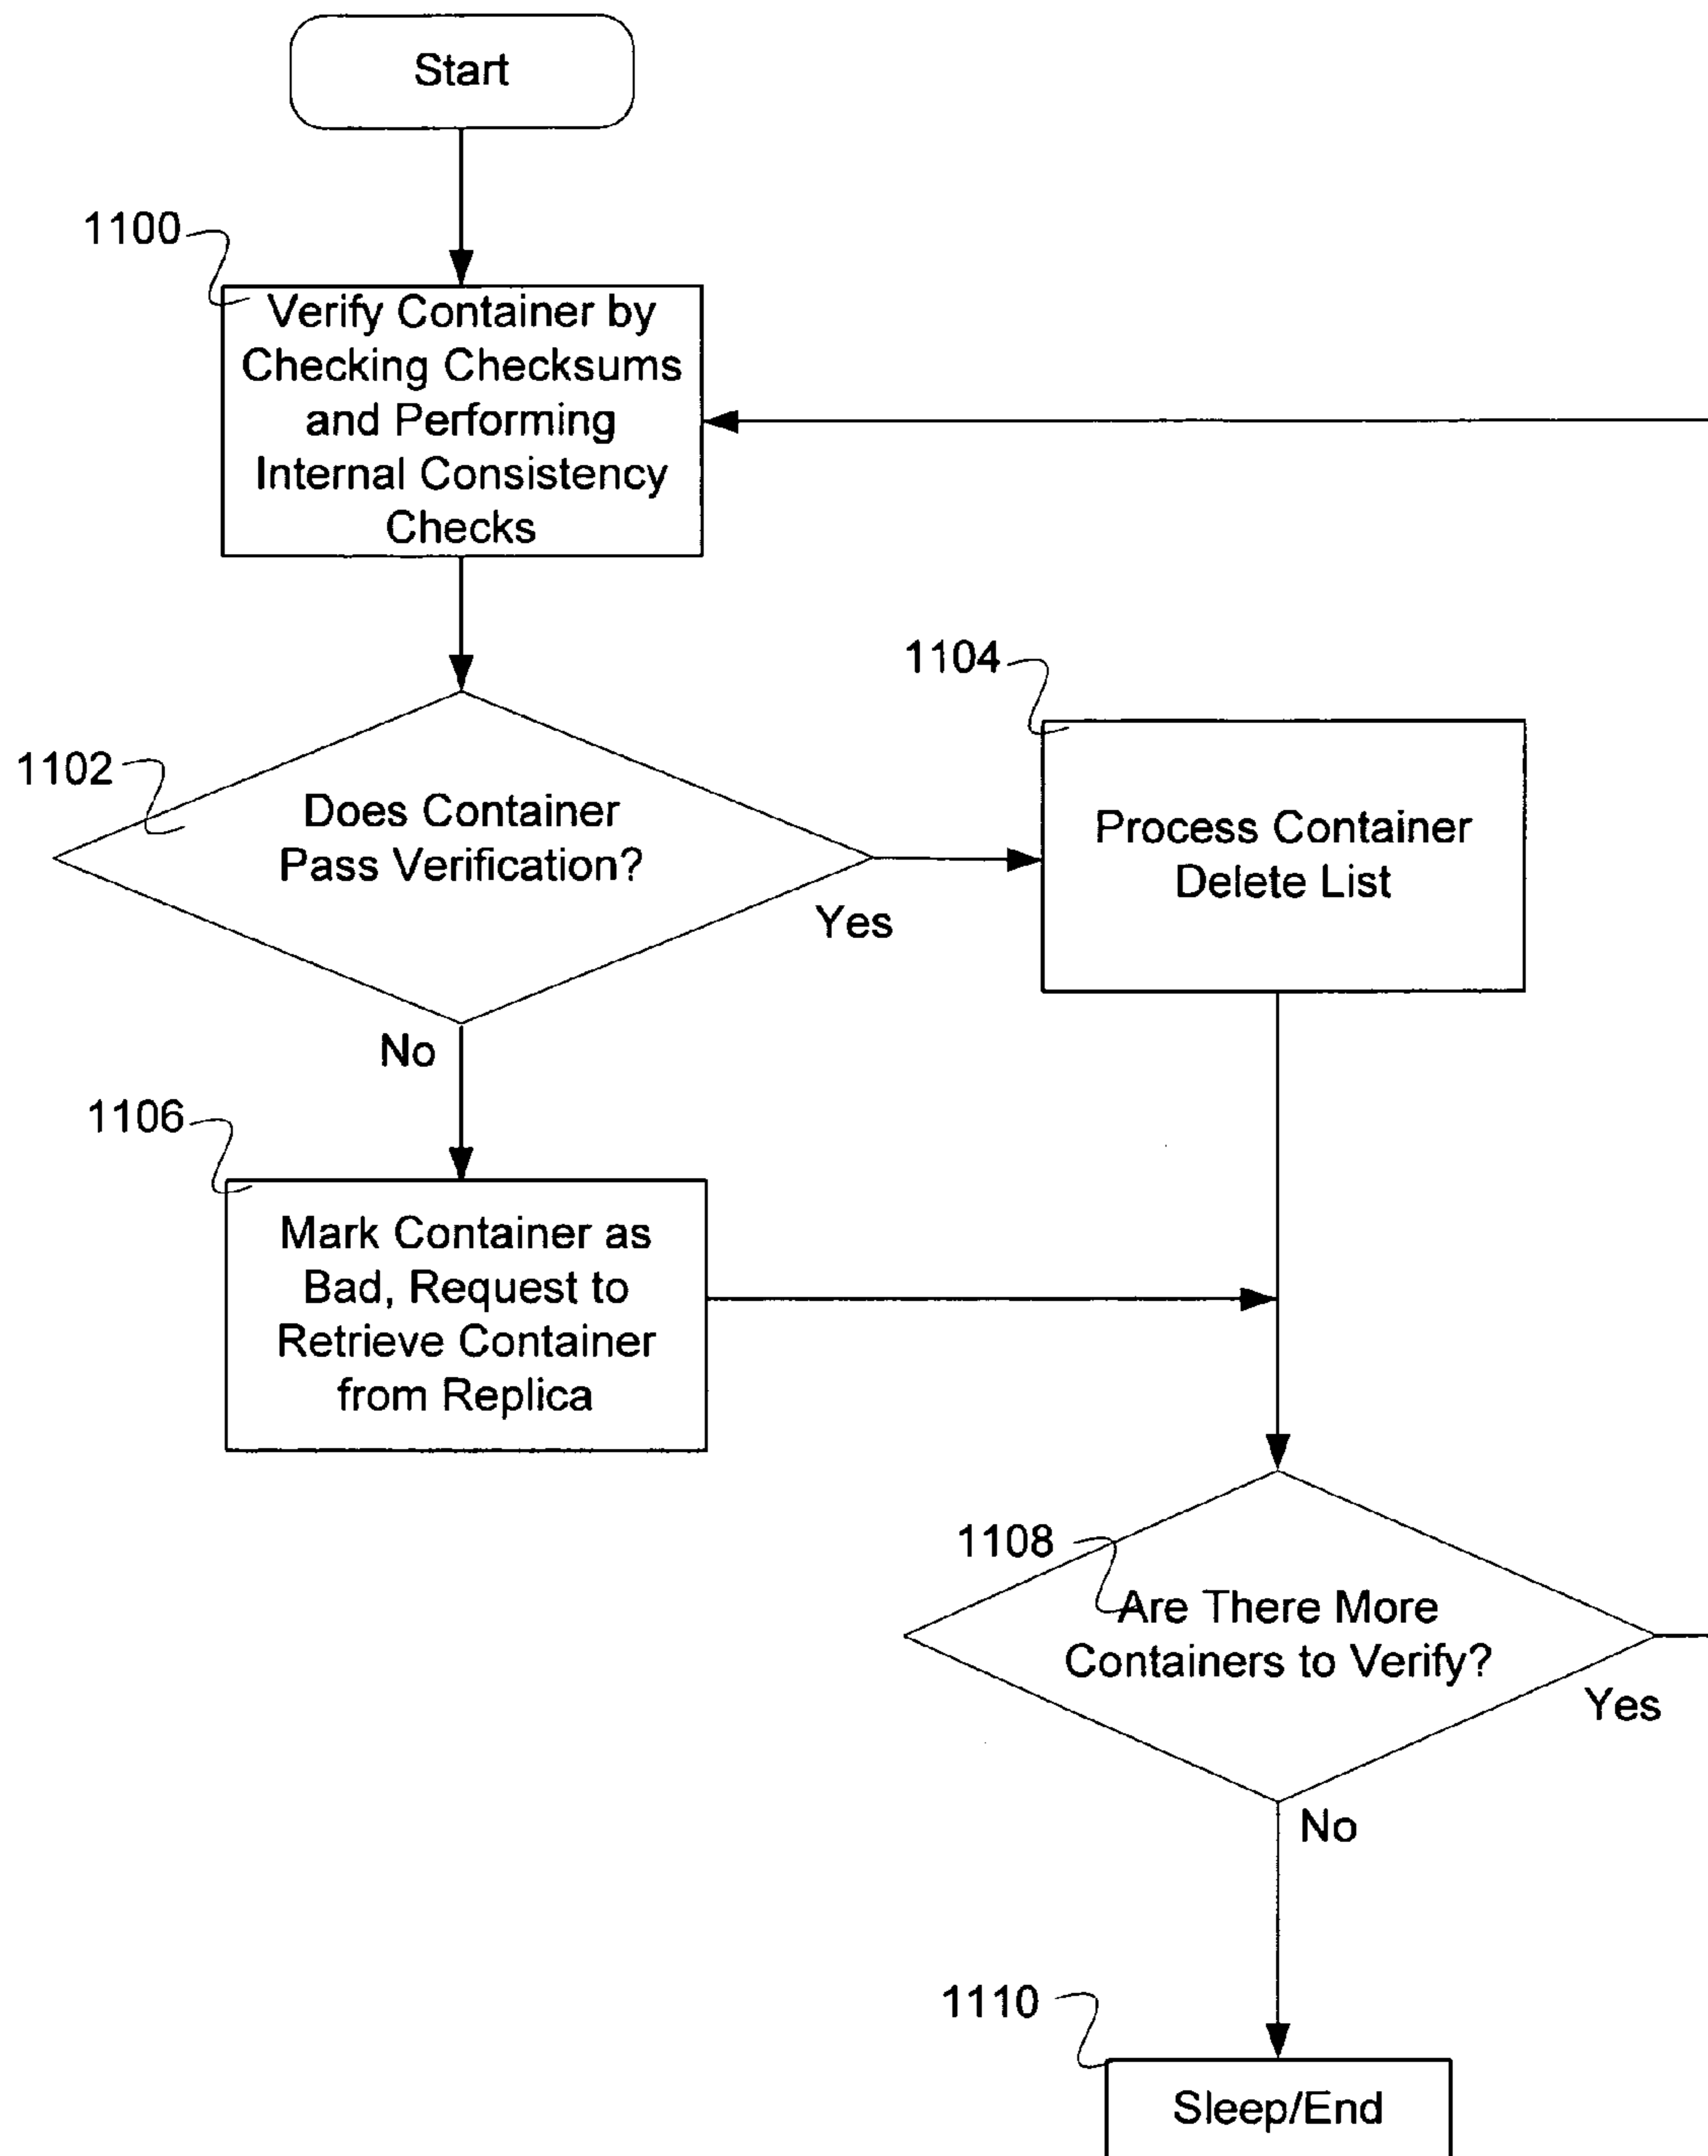 Start
1100
Verify Container by
Checking Checksums
and Performing
Internal Consistency
Checks
1102
Does Container
Pass Verification?
Yes
No
1104
Process Container
Delete List
1106
Mark Container as
Bad, Request to
Retrieve Container
from Replica
1108
Are There More
Containers to Verify?
Yes
No
1110
Sleep/End